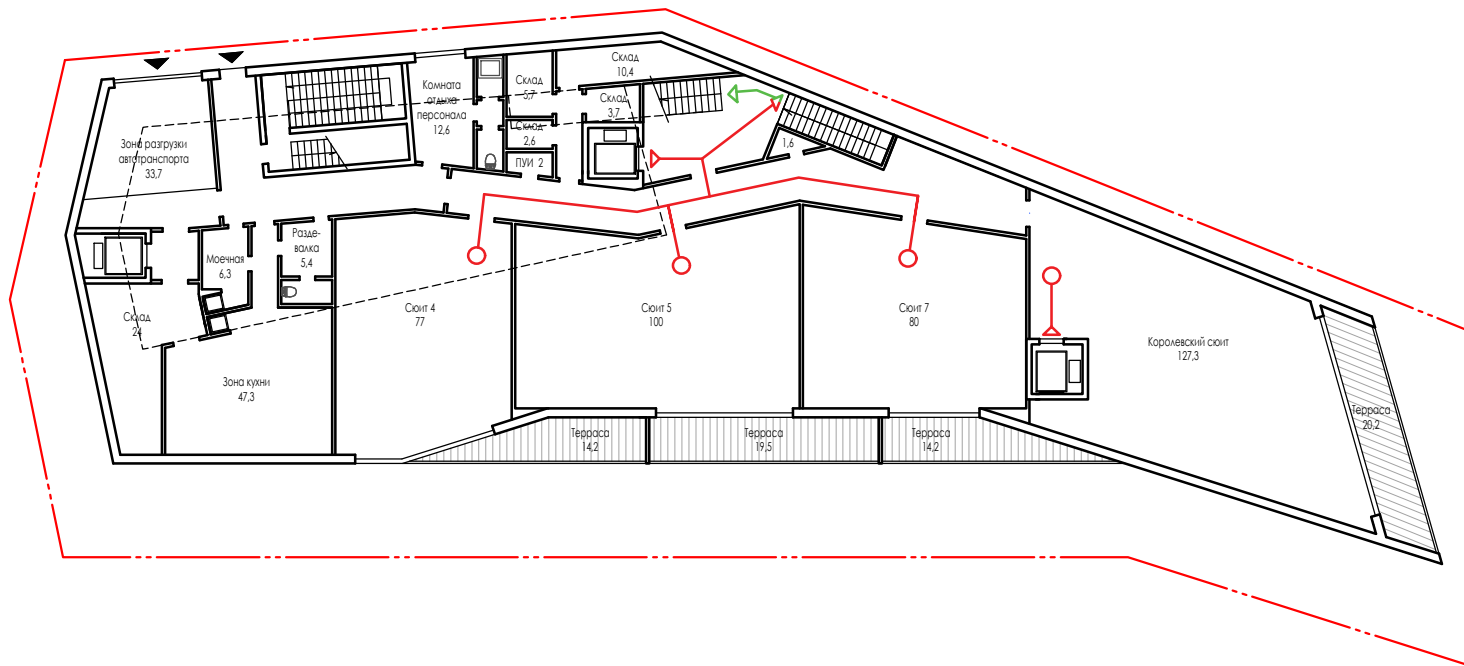 Склад
10,4
Комната
отдыха
персонала
12,6
Склад
5,7
Склад
3,7
Склад
2,6
ПУИ 2
1,6
Зона разгрузки
автотранспорта
33,7
Разде-
валка
5,4
Моечная
6,3
Склад
24
Зона кухни
47,3
Сюит 4
77
Сюит 5
100
Сюит 7
80
Королевский сюит
127,3
Терраса
14,2
Терраса
19,5
Терраса
14,2
Терраса
20,2